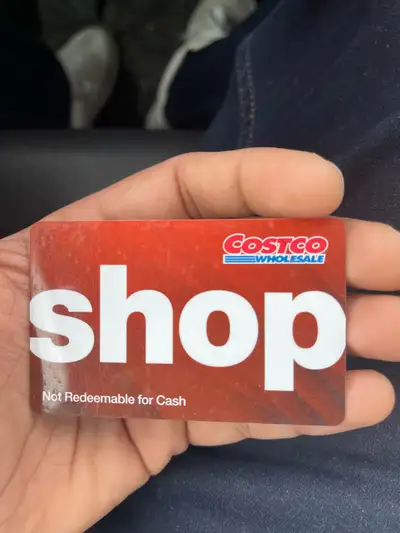 COSTCO
WHOLESALE
shop
Not Redeemable for Cash